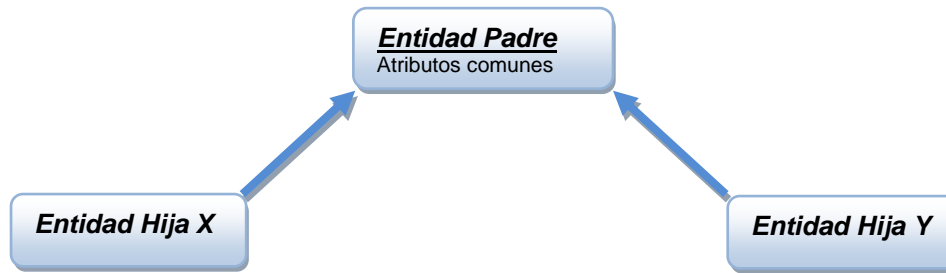 Entidad Padre
Atributos comunes
Entidad Hija X
Entidad Hija Y